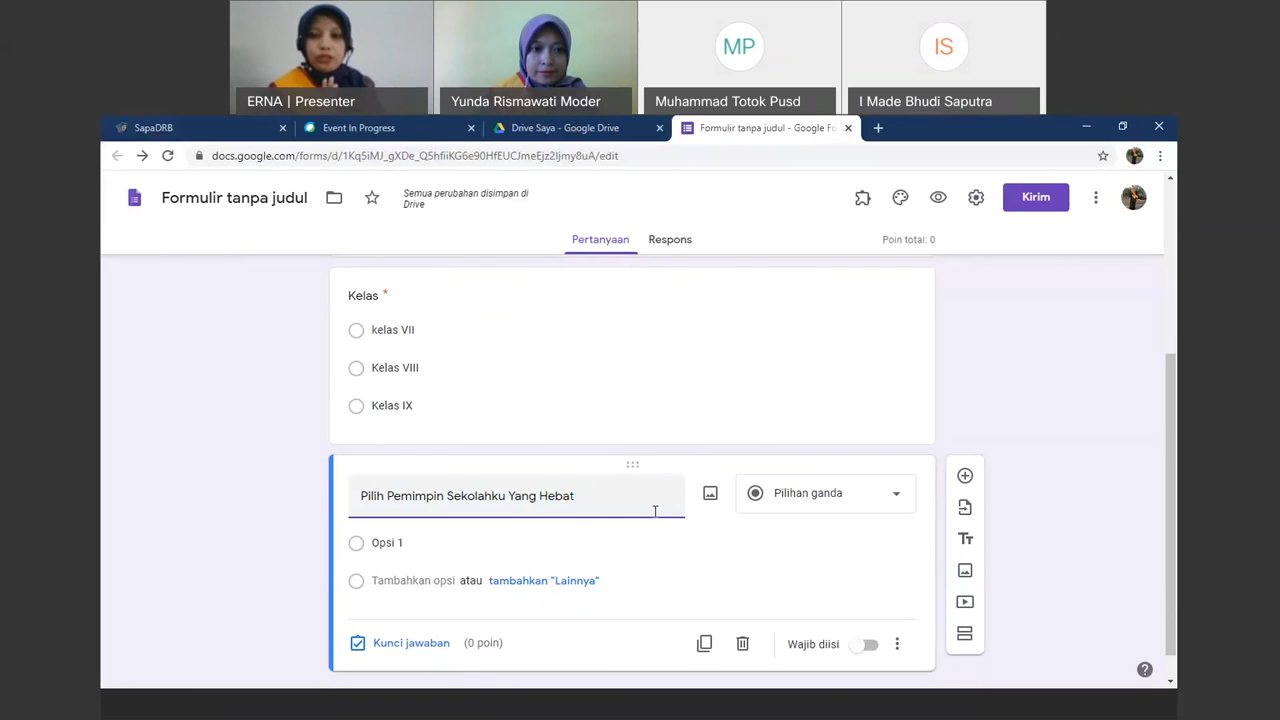 MP
IS
ERNA | Presenter
Yunda Rismawati Moder
Muhammad Totok Pusd
I Made Bhudi Saputra
SapaDRB
Event In Progress
Drive Saya - Google Drive
Formulir tanpa judul - Google Fo
docs.google.com/forms/d/1Kq5iMJ_gXDe_Q5hfiiKG6e90HfEUCJmeEjz2Ijmy8uA/edit
Formulir tanpa judul
Semua perubahan disimpan di
Drive
Kirim
Pertanyaan
Respons
Poin total: 0
Kelas *
kelas VII
Kelas VIII
Kelas IX
Pilih Pemimpin Sekolahku Yang Hebat
Pilihan ganda
Opsi 1
Tambahkan opsi atau tambahkan "Lainnya"
Kunci jawaban (0 poin)
Wajib diisi